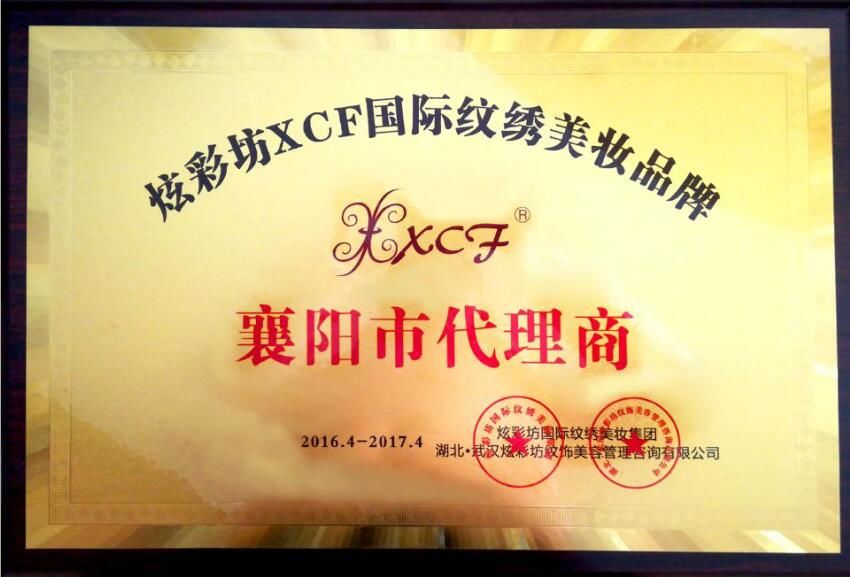 炫彩坊XCF国际纹绣美妆品牌
XCF®
襄阳市代理商
2016.4-2017.4
炫彩坊国际纹绣美妆集团
湖北·武汉炫彩坊纹饰美容管理咨询有限公司